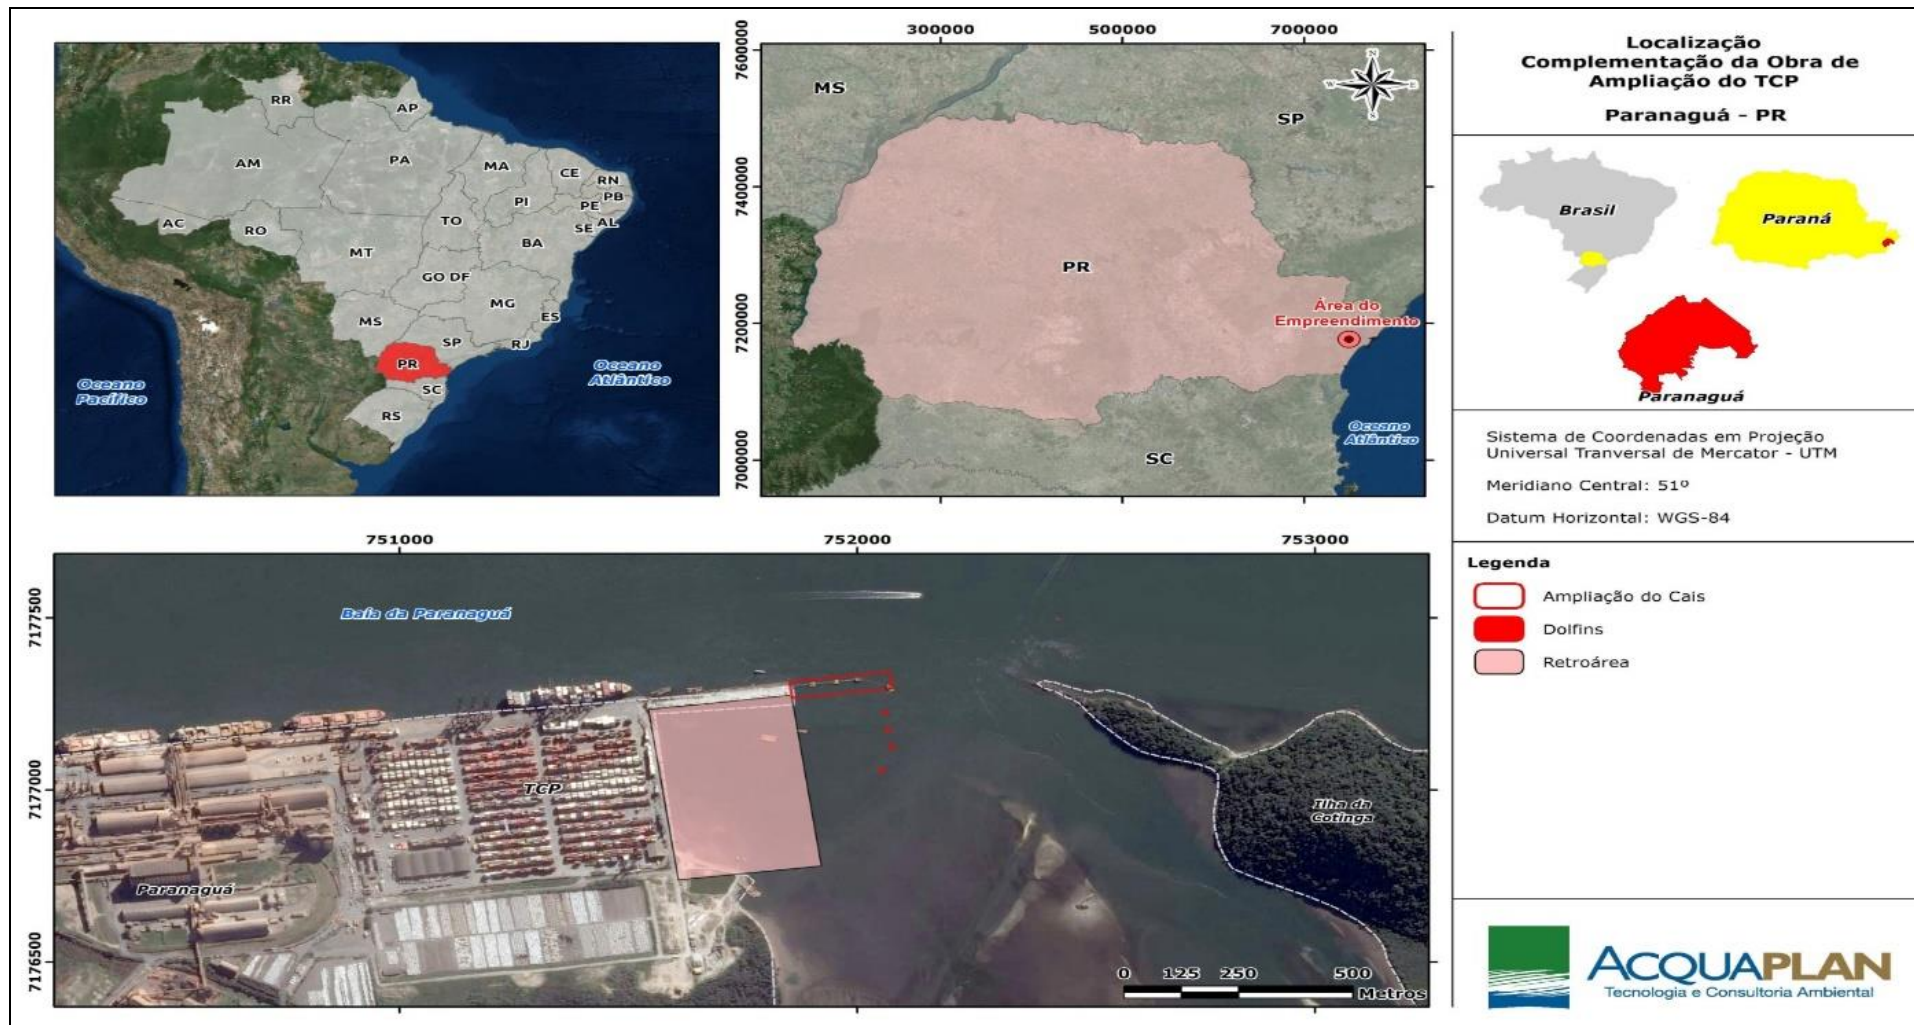 RR
AP
AM
PA
MA
CE
RN
PB
PE
AL
SE
PI
AC
RO
TO
BA
MT
GO DF
MG
ES
MS
SP
RJ
PR
SC
RS
Oceano
Pacífico
Oceano
Atlântico
300000
500000
700000
7600000
7400000
7200000
7000000
N
W
E
S
MS
SP
PR
SC
Área do
Empreendimento
Oceano
Atlântico
Localização
Complementação da Obra de
Ampliação do TCP
Paranaguá - PR
Brasil
Paraná
Paranaguá
Sistema de Coordenadas em Projeção
Universal Tranversal de Mercator - UTM
Meridiano Central: 51º
Datum Horizontal: WGS-84
751000
752000
753000
7177500
7177000
7176500
Baía da Paranaguá
TCP
Paranaguá
Ilha da
Cotinga
0 125 250 500
Metros
Legenda
Ampliação do Cais
Dolfins
Retroárea
ACQUAPLAN
Tecnologia e Consultoria Ambiental